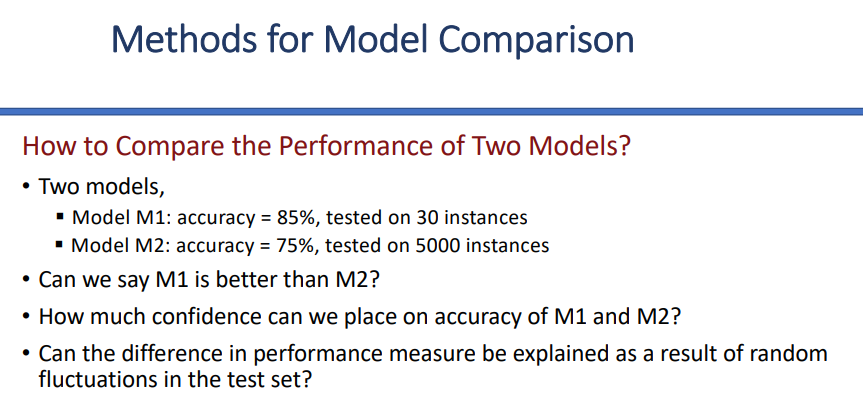 Methods for Model Comparison
How to Compare the Performance of Two Models?
• Two models,
▪ Model M1: accuracy = 85%, tested on 30 instances
▪ Model M2: accuracy = 75%, tested on 5000 instances
• Can we say M1 is better than M2?
• How much confidence can we place on accuracy of M1 and M2?
• Can the difference in performance measure be explained as a result of random
fluctuations in the test set?